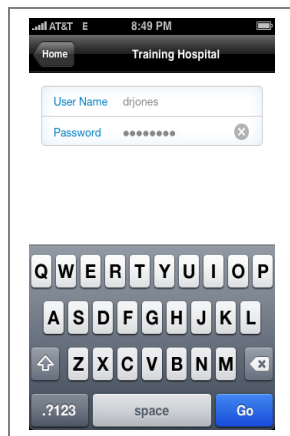 AT&T E 8:49 PM
Home Training Hospital
User Name drjones
Password ••••••••
Q W E R T Y U I O P
A S D F G H J K L
Z X C V B N M
.?123 space Go